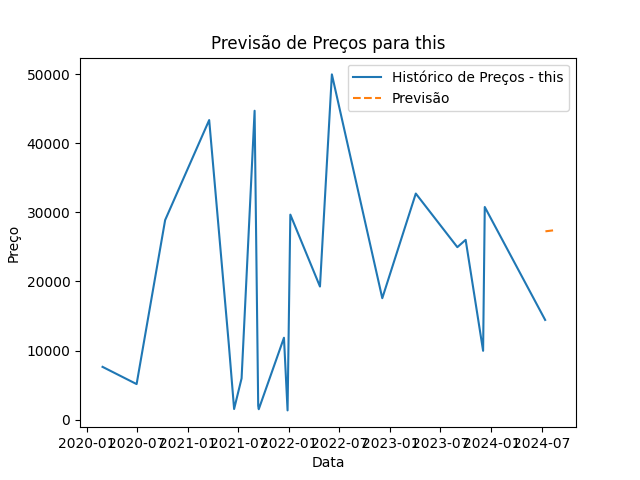 Previsão de Preços para this
Histórico de Preços - this
Previsão
50000
40000
30000
20000
10000
0
Preço
2020-01 2020-07 2021-01 2021-07 2022-01 2022-07 2023-01 2023-07 2024-01 2024-07
Data